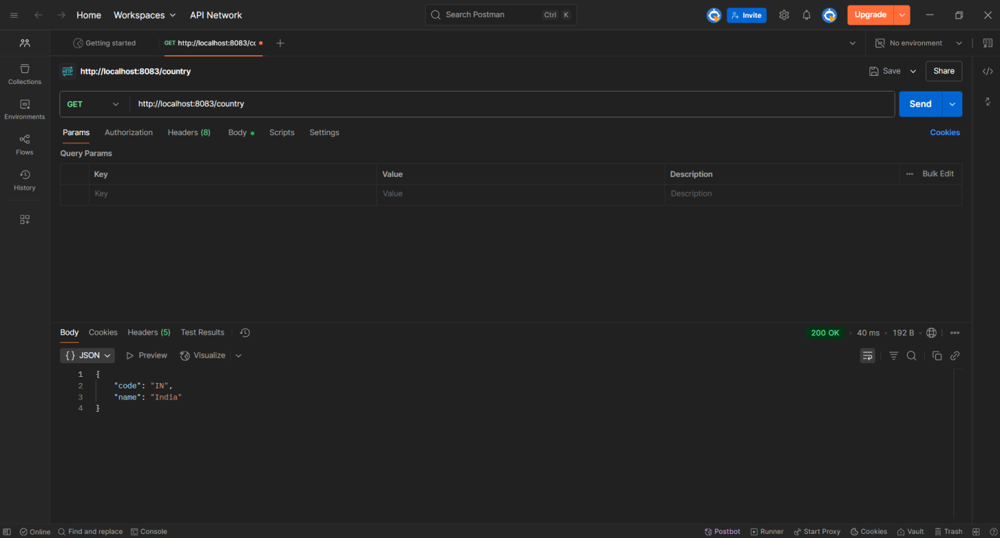 Home Workspaces API Network Search Postman Ctrl K Invite Upgrade
Getting started GET http://localhost:8083/cc No environment
HTTP http://localhost:8083/country Save Share
Collections
GET http://localhost:8083/country Send
Environments
Params Authorization Headers (8) Body Scripts Settings Cookies
Flows
Query Params
Key Value Description Bulk Edit
History
Key Value Description
Body Cookies Headers (5) Test Results 200 OK 40 ms 192 B
{} JSON Preview Visualize
1 {
2 "code": "IN",
3 "name": "India"
4 }
Online Find and replace Console Postbot Runner Start Proxy Cookies Vault Trash